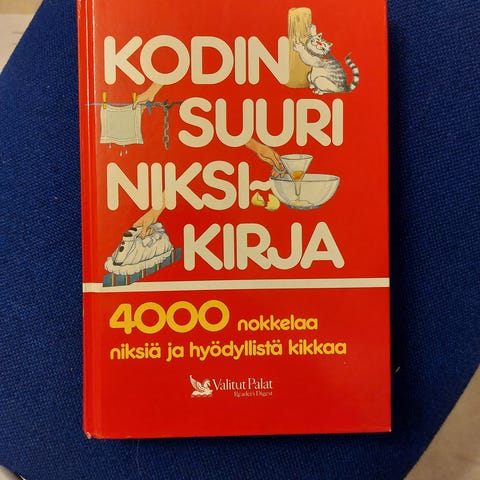 KODIN
SUURI
NIKSI-
KIRJA
4000 nokkelaa
niksiä ja hyödyllistä kikkaa
Valitut Palat
Reader's Digest